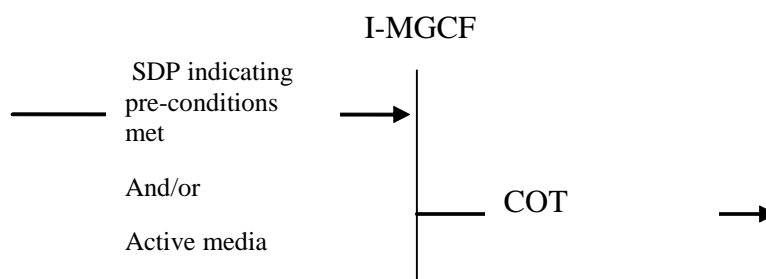 I-MGCF
SDP indicating
pre-conditions
met
And/or
Active media
COT